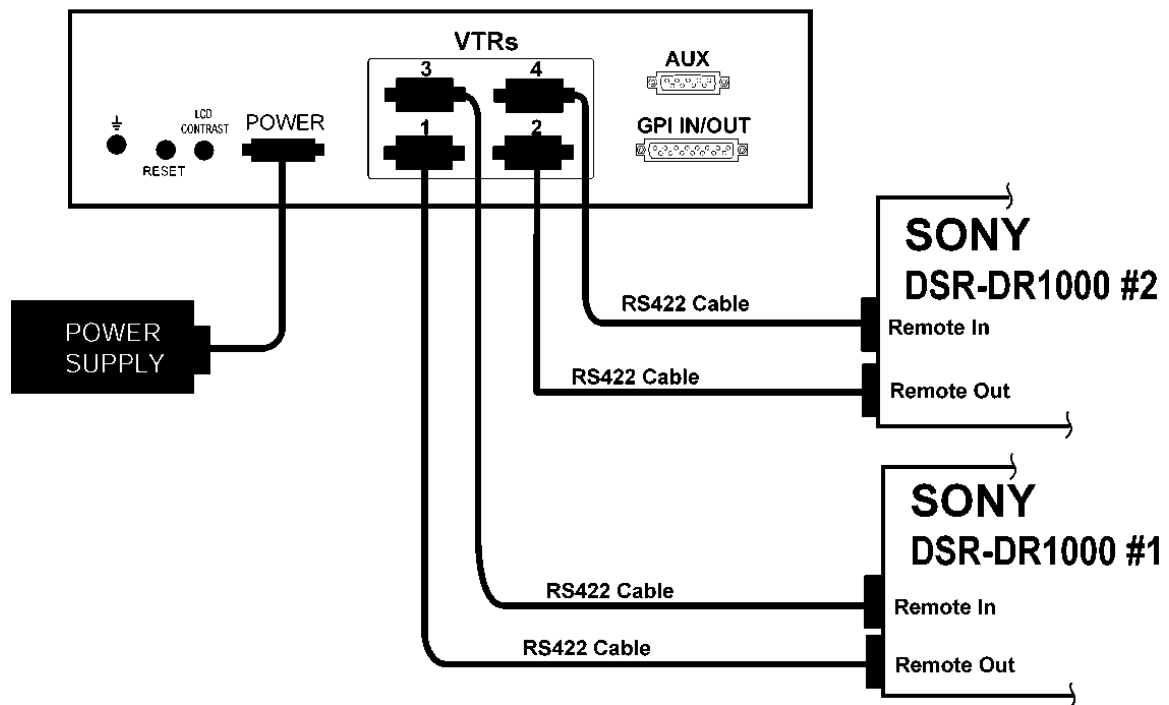 VTRs
3
4
AUX
LCD
CONTRAST
POWER
1
2
GPI IN/OUT
RESET
SONY
DSR-DR1000 #2
RS422 Cable
Remote In
POWER
SUPPLY
RS422 Cable
Remote Out
SONY
DSR-DR1000 #1
RS422 Cable
Remote In
RS422 Cable
Remote Out